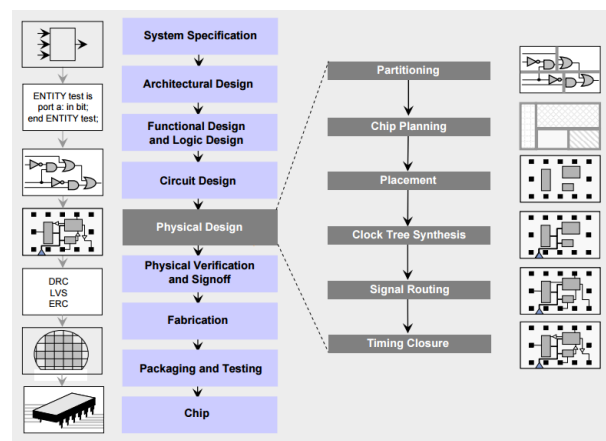 System Specification
Architectural Design
ENTITY test is
port a: in bit;
end ENTITY test;
Functional Design
and Logic Design
Circuit Design
Physical Design
Physical Verification
and Signoff
DRC
LVS
ERC
Fabrication
Packaging and Testing
Chip
Partitioning
Chip Planning
Placement
Clock Tree Synthesis
Signal Routing
Timing Closure